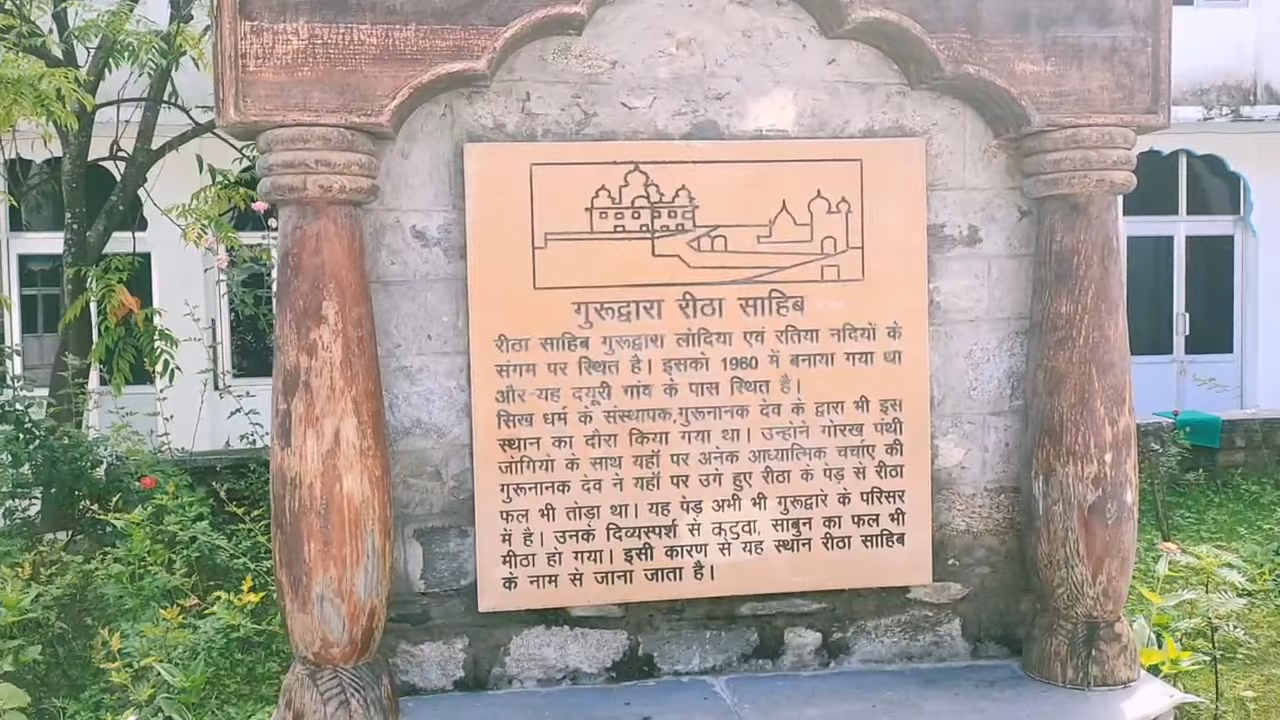 गुरूद्वारा रीठा साहिब
रीठा साहिब गुरूद्वारा लोदिया एवं रतिया नदियों के
संगम पर स्थित है। इसको 1960 में बनाया गया था
और-यह दयूरी गांव के पास स्थित है।
सिख धर्म के संस्थापक,गुरूनानक देव के द्वारा भी इस
स्थान का दौरा किया गया था। उन्होने गोरख पंथी
जोगियो के साथ यहॉ पर अनेक आध्यात्मिक चर्चाए की
गुरूनानक देव ने यहॉ पर उगे हुए रीठा के पेड़ से रीठा
फल भी तोड़ा था। यह पेड़ अभी भी गुरूद्वारे के परिसर
में है। उनके दिव्यस्पर्श से कडुवा, साबुन का फल भी
मीठा हो गया। इसी कारण से यह स्थान रीठा साहिब
के नाम से जाना जाता है।